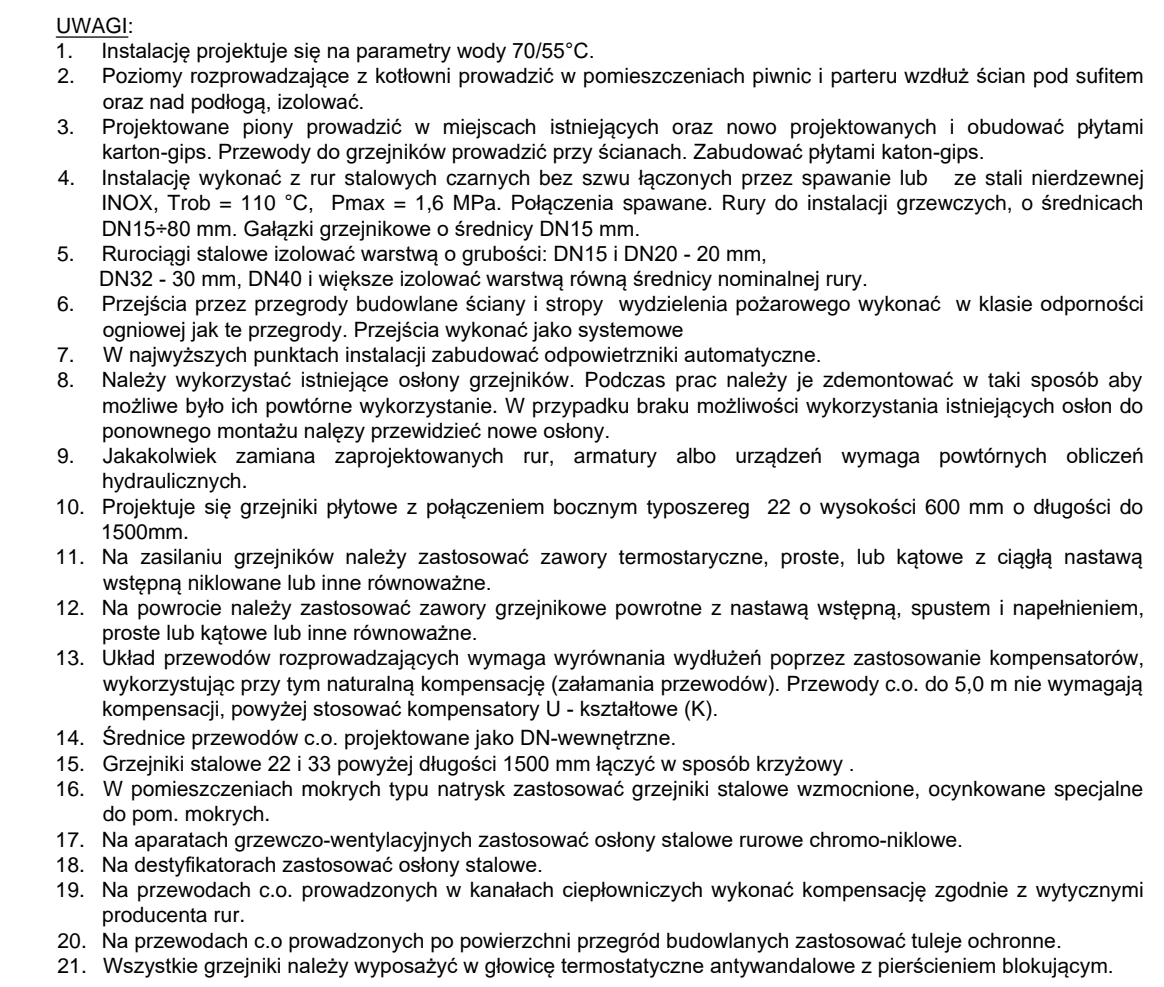 UWAGI:
1. Instalację projektuje się na parametry wody 70/55°C.
2. Poziomy rozprowadzające z kotłowni prowadzić w pomieszczeniach piwnic i parteru wzdłuż ścian pod sufitem
oraz nad podłogą, izolować.
3. Projektowane piony prowadzić w miejscach istniejących oraz nowo projektowanych i obudować płytami
karton-gips. Przewody do grzejników prowadzić przy ścianach. Zabudować płytami katon-gips.
4. Instalację wykonać z rur stalowych czarnych bez szwu łączonych przez spawanie lub ze stali nierdzewnej
INOX, Trob = 110 °C, Pmax = 1,6 MPa. Połączenia spawane. Rury do instalacji grzewczych, o średnicach
DN15÷80 mm. Gałązki grzejnikowe o średnicy DN15 mm.
5. Rurociągi stalowe izolować warstwą o grubości: DN15 i DN20 - 20 mm,
DN32 - 30 mm, DN40 i większe izolować warstwą równą średnicy nominalnej rury.
6. Przejścia przez przegrody budowlane ściany i stropy wydzielenia pożarowego wykonać w klasie odporności
ogniowej jak te przegrody. Przejścia wykonać jako systemowe
7. W najwyższych punktach instalacji zabudować odpowietrzniki automatyczne.
8. Należy wykorzystać istniejące osłony grzejników. Podczas prac należy je zdemontować w taki sposób aby
możliwe było ich powtórne wykorzystanie. W przypadku braku możliwości wykorzystania istniejących osłon do
ponownego montażu nalęzy przewidzieć nowe osłony.
9. Jakakolwiek zamiana zaprojektowanych rur, armatury albo urządzeń wymaga powtórnych obliczeń
hydraulicznych.
10. Projektuje się grzejniki płytowe z połączeniem bocznym typoszereg 22 o wysokości 600 mm o długości do
1500mm.
11. Na zasilaniu grzejników należy zastosować zawory termostaryczne, proste, lub kątowe z ciągłą nastawą
wstępną niklowane lub inne równoważne.
12. Na powrocie należy zastosować zawory grzejnikowe powrotne z nastawą wstępną, spustem i napełnieniem,
proste lub kątowe lub inne równoważne.
13. Układ przewodów rozprowadzających wymaga wyrównania wydłużeń poprzez zastosowanie kompensatorów,
wykorzystując przy tym naturalną kompensację (załamania przewodów). Przewody c.o. do 5,0 m nie wymagają
kompensacji, powyżej stosować kompensatory U - kształtowe (K).
14. Średnice przewodów c.o. projektowane jako DN-wewnętrzne.
15. Grzejniki stalowe 22 i 33 powyżej długości 1500 mm łączyć w sposób krzyżowy .
16. W pomieszczeniach mokrych typu natrysk zastosować grzejniki stalowe wzmocnione, ocynkowane specjalne
do pom. mokrych.
17. Na aparatach grzewczo-wentylacyjnych zastosować osłony stalowe rurowe chromo-niklowe.
18. Na destyfikatorach zastosować osłony stalowe.
19. Na przewodach c.o. prowadzonych w kanałach ciepłowniczych wykonać kompensację zgodnie z wytycznymi
producenta rur.
20. Na przewodach c.o prowadzonych po powierzchni przegród budowlanych zastosować tuleje ochronne.
21. Wszystkie grzejniki należy wyposażyć w głowicę termostatyczne antywandalowe z pierścieniem blokującym.